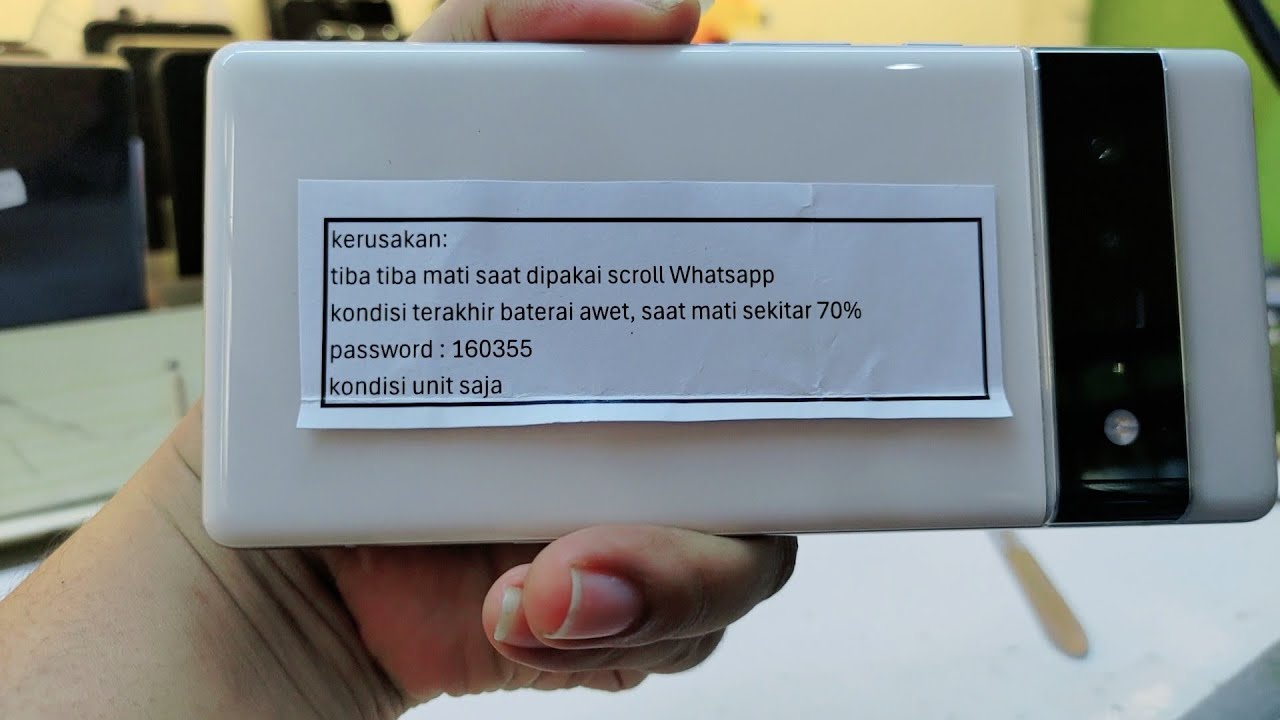 kerusakan:
tiba tiba mati saat dipakai scroll Whatsapp
kondisi terakhir baterai awet, saat mati sekitar 70%
password : 160355
kondisi unit saja